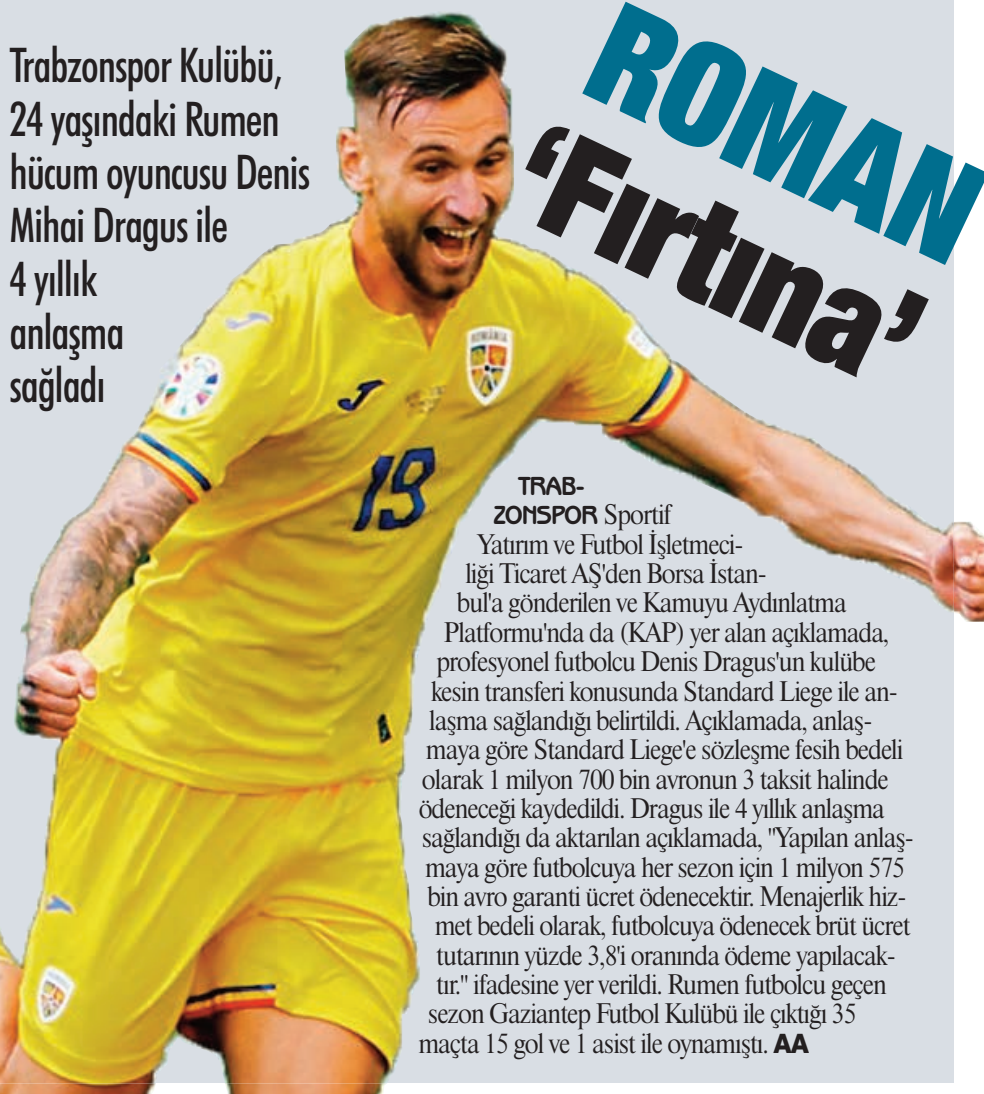 Trabzonspor Kulübü,
24 yaşındaki Rumen
hücum oyuncusu Denis
Mihai Dragus ile
4 yıllık
anlaşma
sağladı
ROMAN
‘Fırtına’
ROMÂNIA
19
TRAB-
ZONSPOR Sportif
Yatırım ve Futbol İşletmeci-
liği Ticaret AŞ'den Borsa İstan-
bul'a gönderilen ve Kamuyu Aydınlatma
Platformu'nda da (KAP) yer alan açıklamada,
profesyonel futbolcu Denis Dragus'un kulübe
kesin transferi konusunda Standard Liege ile an-
laşma sağlandığı belirtildi. Açıklamada, anlaş-
maya göre Standard Liege'e sözleşme fesih bedeli
olarak 1 milyon 700 bin avronun 3 taksit halinde
ödeneceği kaydedildi. Dragus ile 4 yıllık anlaşma
sağlandığı da aktarılan açıklamada, "Yapılan anlaş-
maya göre futbolcuya her sezon için 1 milyon 575
bin avro garanti ücret ödenecektir. Menajerlik hiz-
met bedeli olarak, futbolcuya ödenecek brüt ücret
tutarının yüzde 3,8'i oranında ödeme yapılacak-
tır." ifadesine yer verildi. Rumen futbolcu geçen
sezon Gaziantep Futbol Kulübü ile çıktığı 35
maçta 15 gol ve 1 asist ile oynamıştı. AA